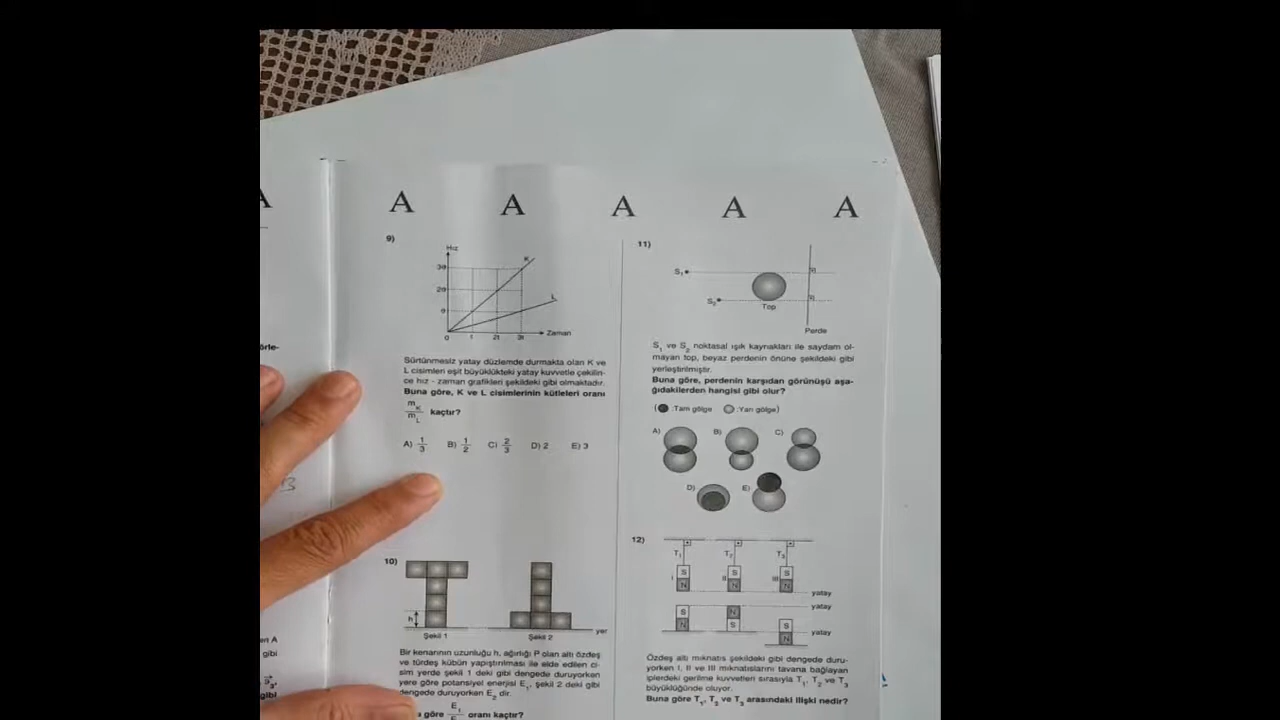 A A A A A
9)
Hız
3ϑ
2ϑ
ϑ
K
L
0 t 2t 3t
Zaman
Sürtünmesiz yatay düzlemde durmakta olan K ve
L cisimleri eşit büyüklükteki yatay kuvvetle çekilin-
ce hız - zaman grafikleri şekildeki gibi olmaktadır.
Buna göre, K ve L cisimlerinin kütleleri oranı
m_K/m_L kaçtır?
A) 1/3 B) 1/2 C) 2/3 D) 2 E) 3
10)
h
Şekil 1 Şekil 2
yer
Bir kenarının uzunluğu h, ağırlığı P olan altı özdeş
ve türdeş kübün yapıştırılması ile elde edilen ci-
sim yerde şekil 1 deki gibi dengede duruyorken
yere göre potansiyel enerjisi E1, şekil 2 deki gibi
dengede duruyorken E2 dir.
göre E1 oranı kaçtır?
11)
S1
S2
Top
Perde
S1 ve S2 noktasal ışık kaynakları ile saydam ol-
mayan top, beyaz perdenin önüne şekildeki gibi
yerleştirilmiştir.
Buna göre, perdenin karşıdan görünüşü aşa-
ğıdakilerden hangisi gibi olur?
( :Tam gölge :Yarı gölge)
A) B) C)
D) E)
12)
T1 T2 T3
I S N II S N III S N
yatay
yatay
S N N S S N
yatay
Özdeş altı mıknatıs şekildeki gibi dengede duru-
yorken I, II ve III mıknatıslarını tavana bağlayan
iplerdeki gerilme kuvvetleri sırasıyla T1, T2 ve T3
büyüklüğünde oluyor.
Buna göre T1, T2 ve T3 arasındaki ilişki nedir?